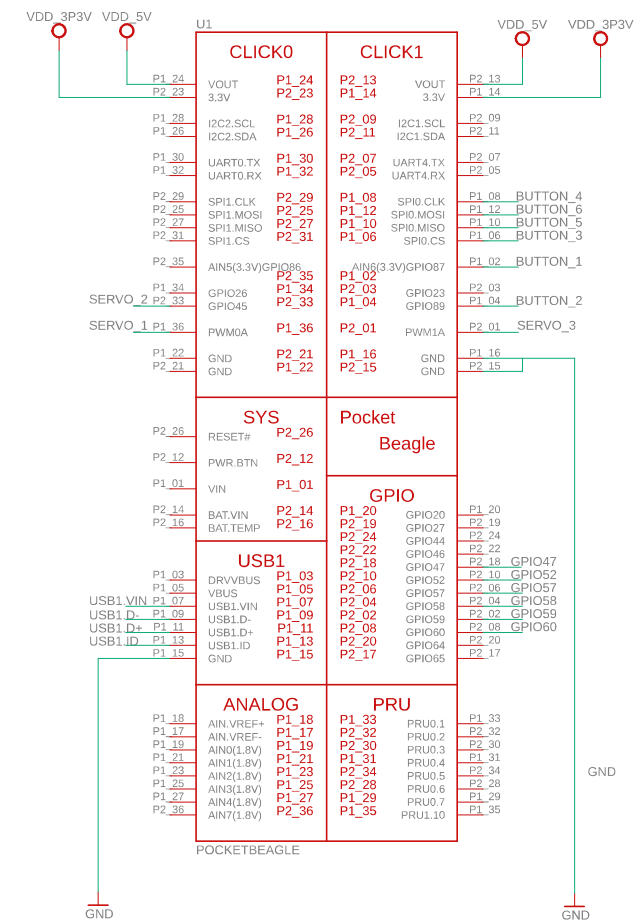 VDD_3P3V VDD_5V VDD_5V VDD_3P3V
U1
CLICK0 CLICK1
P1_24 VOUT P1_24 P2_13 VOUT P2_13
P2_23 3.3V P2_23 P1_14 3.3V P1_14
P1_28 I2C2.SCL P1_28 P2_09 I2C1.SCL P2_09
P1_26 I2C2.SDA P1_26 P2_11 I2C1.SDA P2_11
P1_30 UART0.TX P1_30 P2_07 UART4.TX P2_07
P1_32 UART0.RX P1_32 P2_05 UART4.RX P2_05
P2_29 SPI1.CLK P2_29 P1_08 SPI0.CLK P1_08 BUTTON_4
P2_25 SPI1.MOSI P2_25 P1_12 SPI0.MOSI P1_12 BUTTON_6
P2_27 SPI1.MISO P2_27 P1_10 SPI0.MISO P1_10 BUTTON_5
P2_31 SPI1.CS P2_31 P1_06 SPI0.CS P1_06 BUTTON_3
P2_35 AIN5(3.3V)GPIO86 P2_35 P1_02 AIN6(3.3V)GPIO87 P1_02 BUTTON_1
P1_34 GPIO26 P1_34 P2_03 GPIO23 P2_03
SERVO_2 P2_33 GPIO45 P2_33 P1_04 GPIO89 P1_04 BUTTON_2
SERVO_1 P1_36 PWM0A P1_36 P2_01 PWM1A P2_01 SERVO_3
P1_22 GND P2_21 P1_16 GND P1_16
P2_21 GND P1_22 P2_15 GND P2_15
SYS Pocket
P2_26 RESET# P2_26
Beagle
P2_12 PWR.BTN P2_12
P1_01 VIN P1_01
GPIO
P2_14 BAT.VIN P2_14 P1_20 GPIO20 P1_20
P2_16 BAT.TEMP P2_16 P2_19 GPIO27 P2_19
P2_24 GPIO44 P2_24
P2_22 GPIO46 P2_22
USB1 P2_18 GPIO47 P2_18 GPIO47
P1_03 DRVVBUS P1_03 P2_10 GPIO52 P2_10 GPIO52
P1_05 VBUS P1_05 P2_06 GPIO57 P2_06 GPIO57
USB1.VIN P1_07 USB1.VIN P1_07 P2_04 GPIO58 P2_04 GPIO58
USB1.D- P1_09 USB1.D- P1_09 P2_02 GPIO59 P2_02 GPIO59
USB1.D+ P1_11 USB1.D+ P1_11 P2_08 GPIO60 P2_08 GPIO60
USB1.ID P1_13 USB1.ID P1_13 P2_20 GPIO64 P2_20
P1_15 GND P1_15 P2_17 GPIO65 P2_17
ANALOG PRU
P1_18 AIN.VREF+ P1_18 P1_33 PRU0.1 P1_33
P1_17 AIN.VREF- P1_17 P2_32 PRU0.2 P2_32
P1_19 AIN0(1.8V) P1_19 P2_30 PRU0.3 P2_30
P1_21 AIN1(1.8V) P1_21 P1_31 PRU0.4 P1_31
P1_23 AIN2(1.8V) P1_23 P2_34 PRU0.5 P2_34
GND
P1_25 AIN3(1.8V) P1_25 P2_28 PRU0.6 P2_28
P1_27 AIN4(1.8V) P1_27 P1_29 PRU0.7 P1_29
P2_36 AIN7(1.8V) P2_36 P1_35 PRU1.10 P1_35
POCKETBEAGLE
GND GND